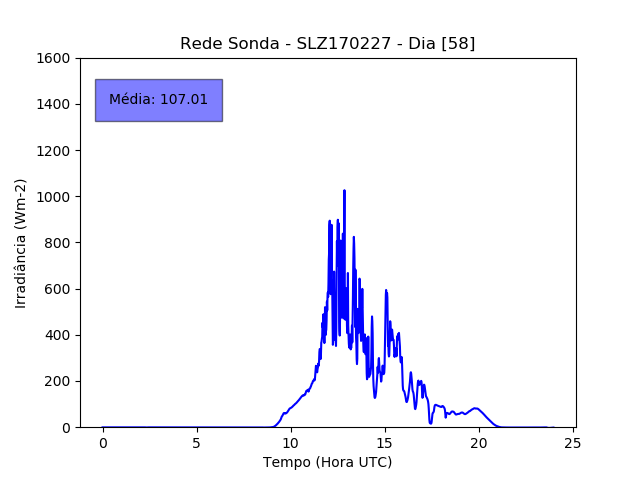 Rede Sonda - SLZ170227 - Dia [58]
Média: 107.01
Irradiância (Wm-2)
1600
1400
1200
1000
800
600
400
200
0
0 5 10 15 20 25
Tempo (Hora UTC)